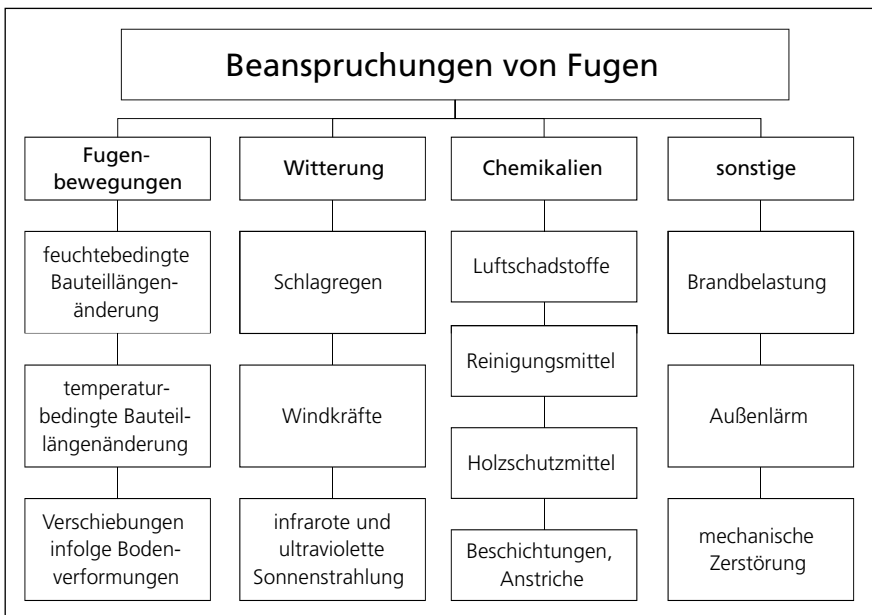 Beanspruchungen von Fugen
Fugen-
bewegungen
feuchtebedingte
Bauteillängen-
änderung
temperatur-
bedingte Bauteil-
längenänderung
Verschiebungen
infolge Boden-
verformungen
Witterung
Schlagregen
Windkräfte
infrarote und
ultraviolette
Sonnenstrahlung
Chemikalien
Luftschadstoffe
Reinigungsmittel
Holzschutzmittel
Beschichtungen,
Anstriche
sonstige
Brandbelastung
Außenlärm
mechanische
Zerstörung